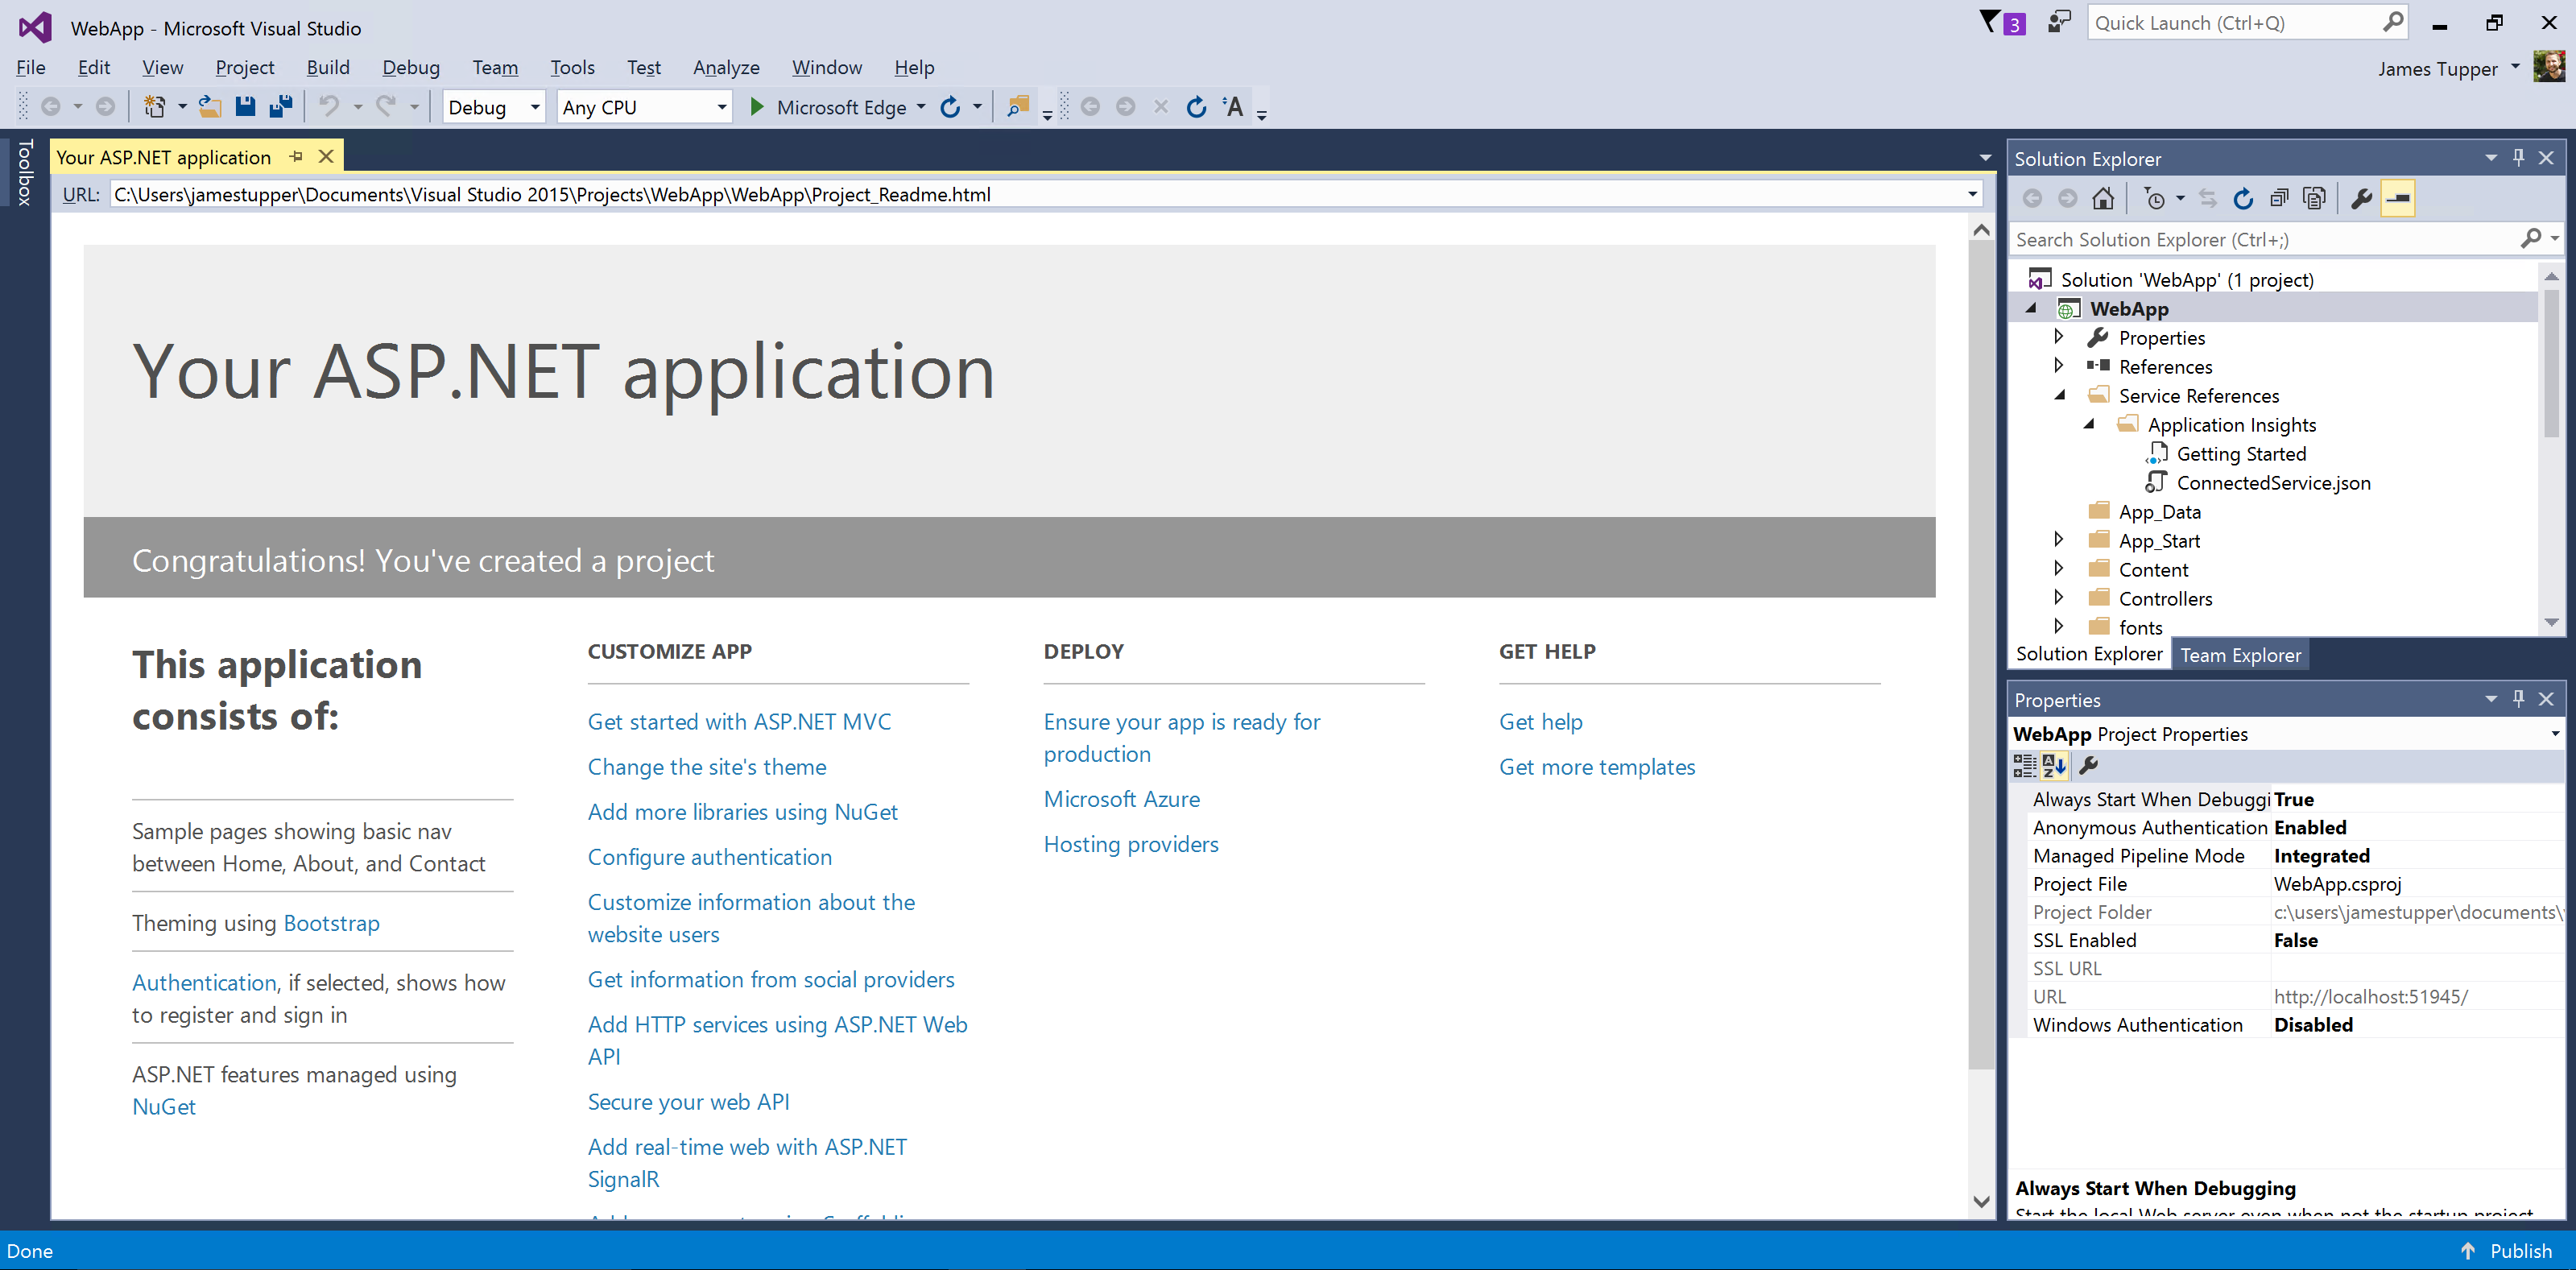 WebApp - Microsoft Visual Studio
3
Quick Launch (Ctrl+Q)
File Edit View Project Build Debug Team Tools Test Analyze Window Help
James Tupper
Debug
Any CPU
Microsoft Edge
A
Toolbox
Your ASP.NET application
URL: C:\Users\jamestupper\Documents\Visual Studio 2015\Projects\WebApp\WebApp\Project_Readme.html
Your ASP.NET application
Congratulations! You've created a project
This application
consists of:
Sample pages showing basic nav
between Home, About, and Contact
Theming using Bootstrap
Authentication, if selected, shows how
to register and sign in
ASP.NET features managed using
NuGet
CUSTOMIZE APP
Get started with ASP.NET MVC
Change the site's theme
Add more libraries using NuGet
Configure authentication
Customize information about the
website users
Get information from social providers
Add HTTP services using ASP.NET Web
API
Secure your web API
Add real-time web with ASP.NET
SignalR
DEPLOY
Ensure your app is ready for
production
Microsoft Azure
Hosting providers
GET HELP
Get help
Get more templates
Solution Explorer
Search Solution Explorer (Ctrl+;)
Solution 'WebApp' (1 project)
WebApp
Properties
References
Service References
Application Insights
Getting Started
ConnectedService.json
App_Data
App_Start
Content
Controllers
fonts
Solution Explorer
Team Explorer
Properties
WebApp Project Properties
Always Start When Debuggi True
Anonymous Authentication Enabled
Managed Pipeline Mode Integrated
Project File WebApp.csproj
Project Folder c:\users\jamestupper\documents\
SSL Enabled False
SSL URL
URL http://localhost:51945/
Windows Authentication Disabled
Always Start When Debugging
Start the local Web server even when not the startup project
Done
Publish